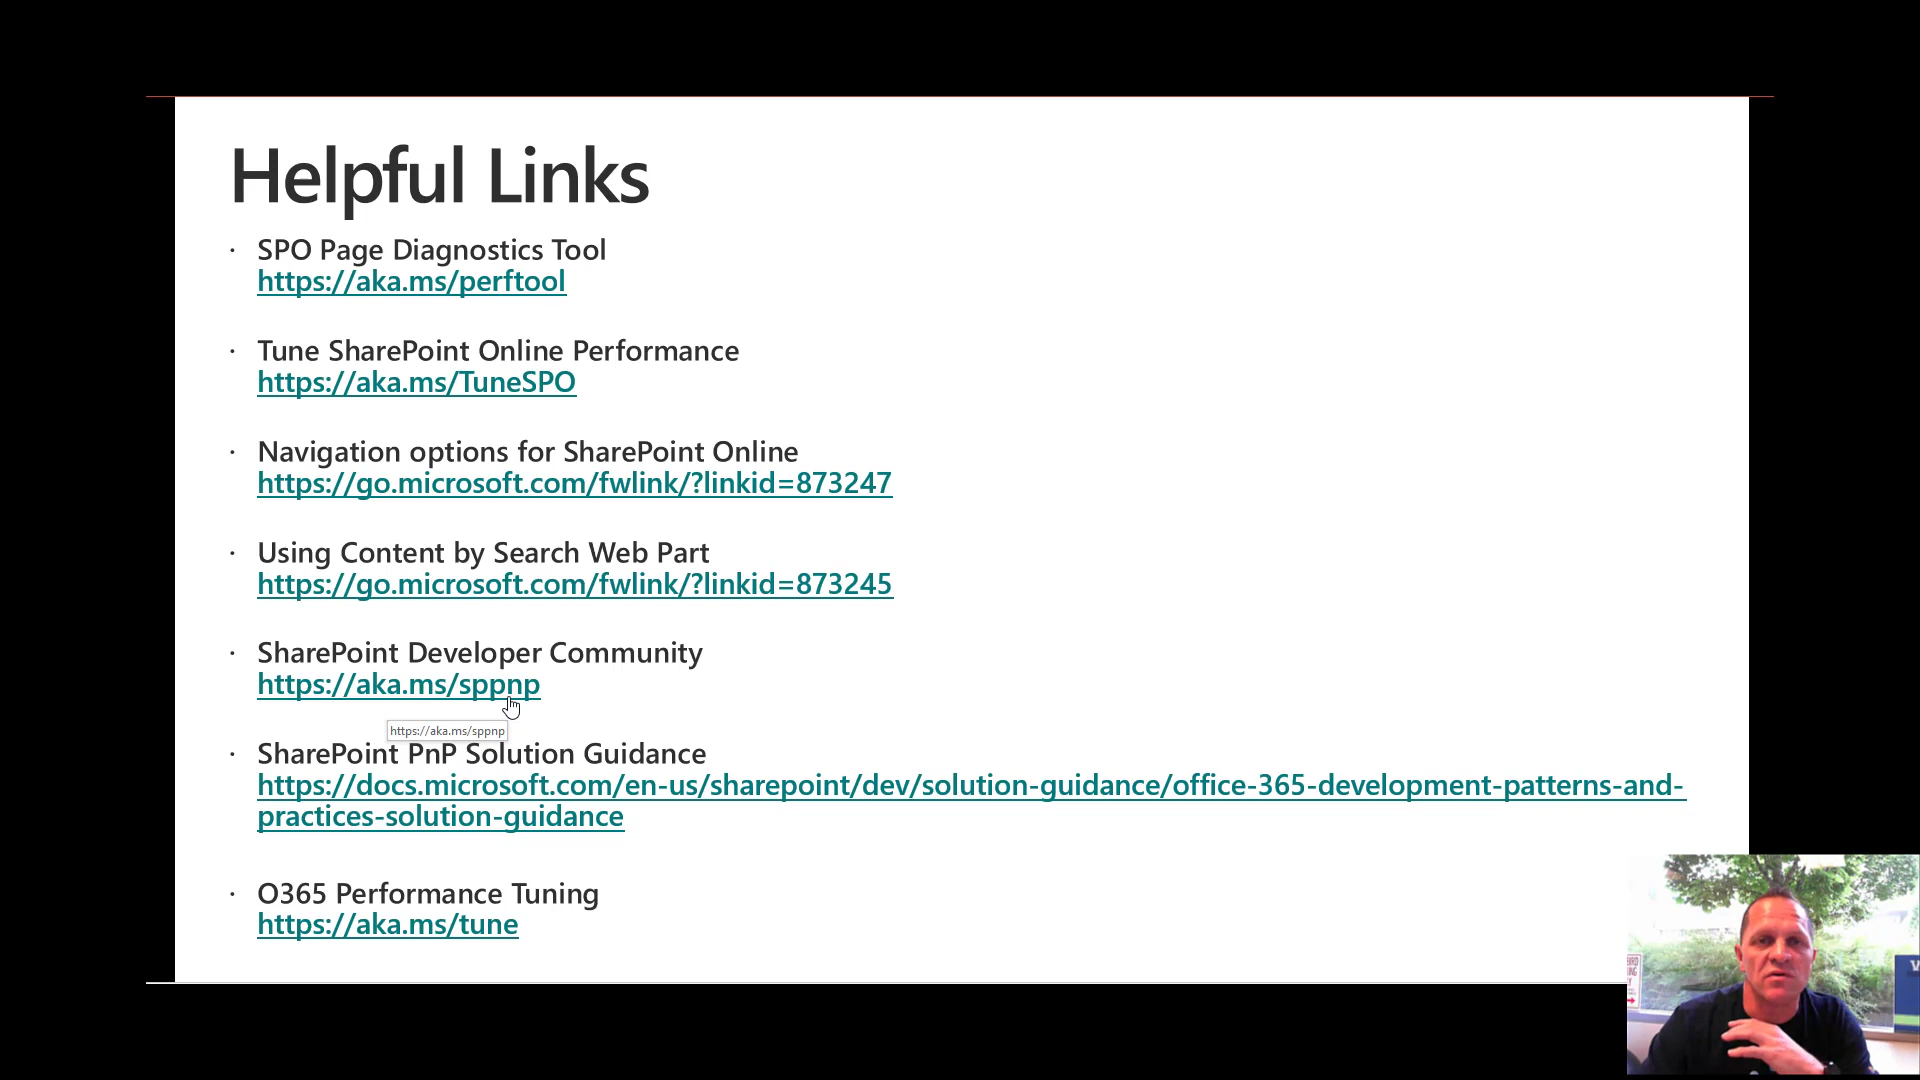 Helpful Links
· SPO Page Diagnostics Tool
https://aka.ms/perftool
· Tune SharePoint Online Performance
https://aka.ms/TuneSPO
· Navigation options for SharePoint Online
https://go.microsoft.com/fwlink/?linkid=873247
· Using Content by Search Web Part
https://go.microsoft.com/fwlink/?linkid=873245
· SharePoint Developer Community
https://aka.ms/sppnp
https://aka.ms/sppnp
· SharePoint PnP Solution Guidance
https://docs.microsoft.com/en-us/sharepoint/dev/solution-guidance/office-365-development-patterns-and-
practices-solution-guidance
· O365 Performance Tuning
https://aka.ms/tune